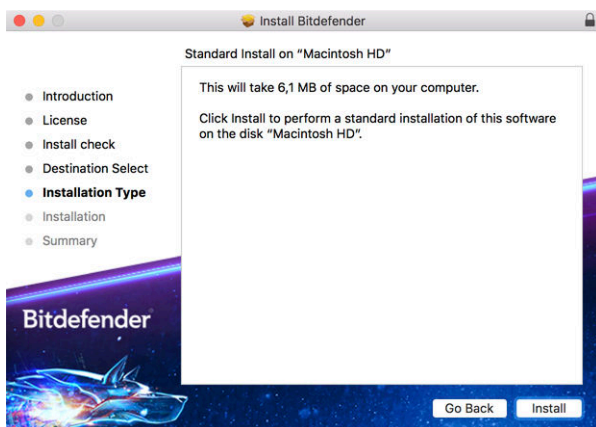 Install Bitdefender
Standard Install on “Macintosh HD”
Introduction
License
Install check
Destination Select
Installation Type
Installation
Summary
This will take 6,1 MB of space on your computer.
Click Install to perform a standard installation of this software
on the disk “Macintosh HD”.
Bitdefender
Go Back
Install